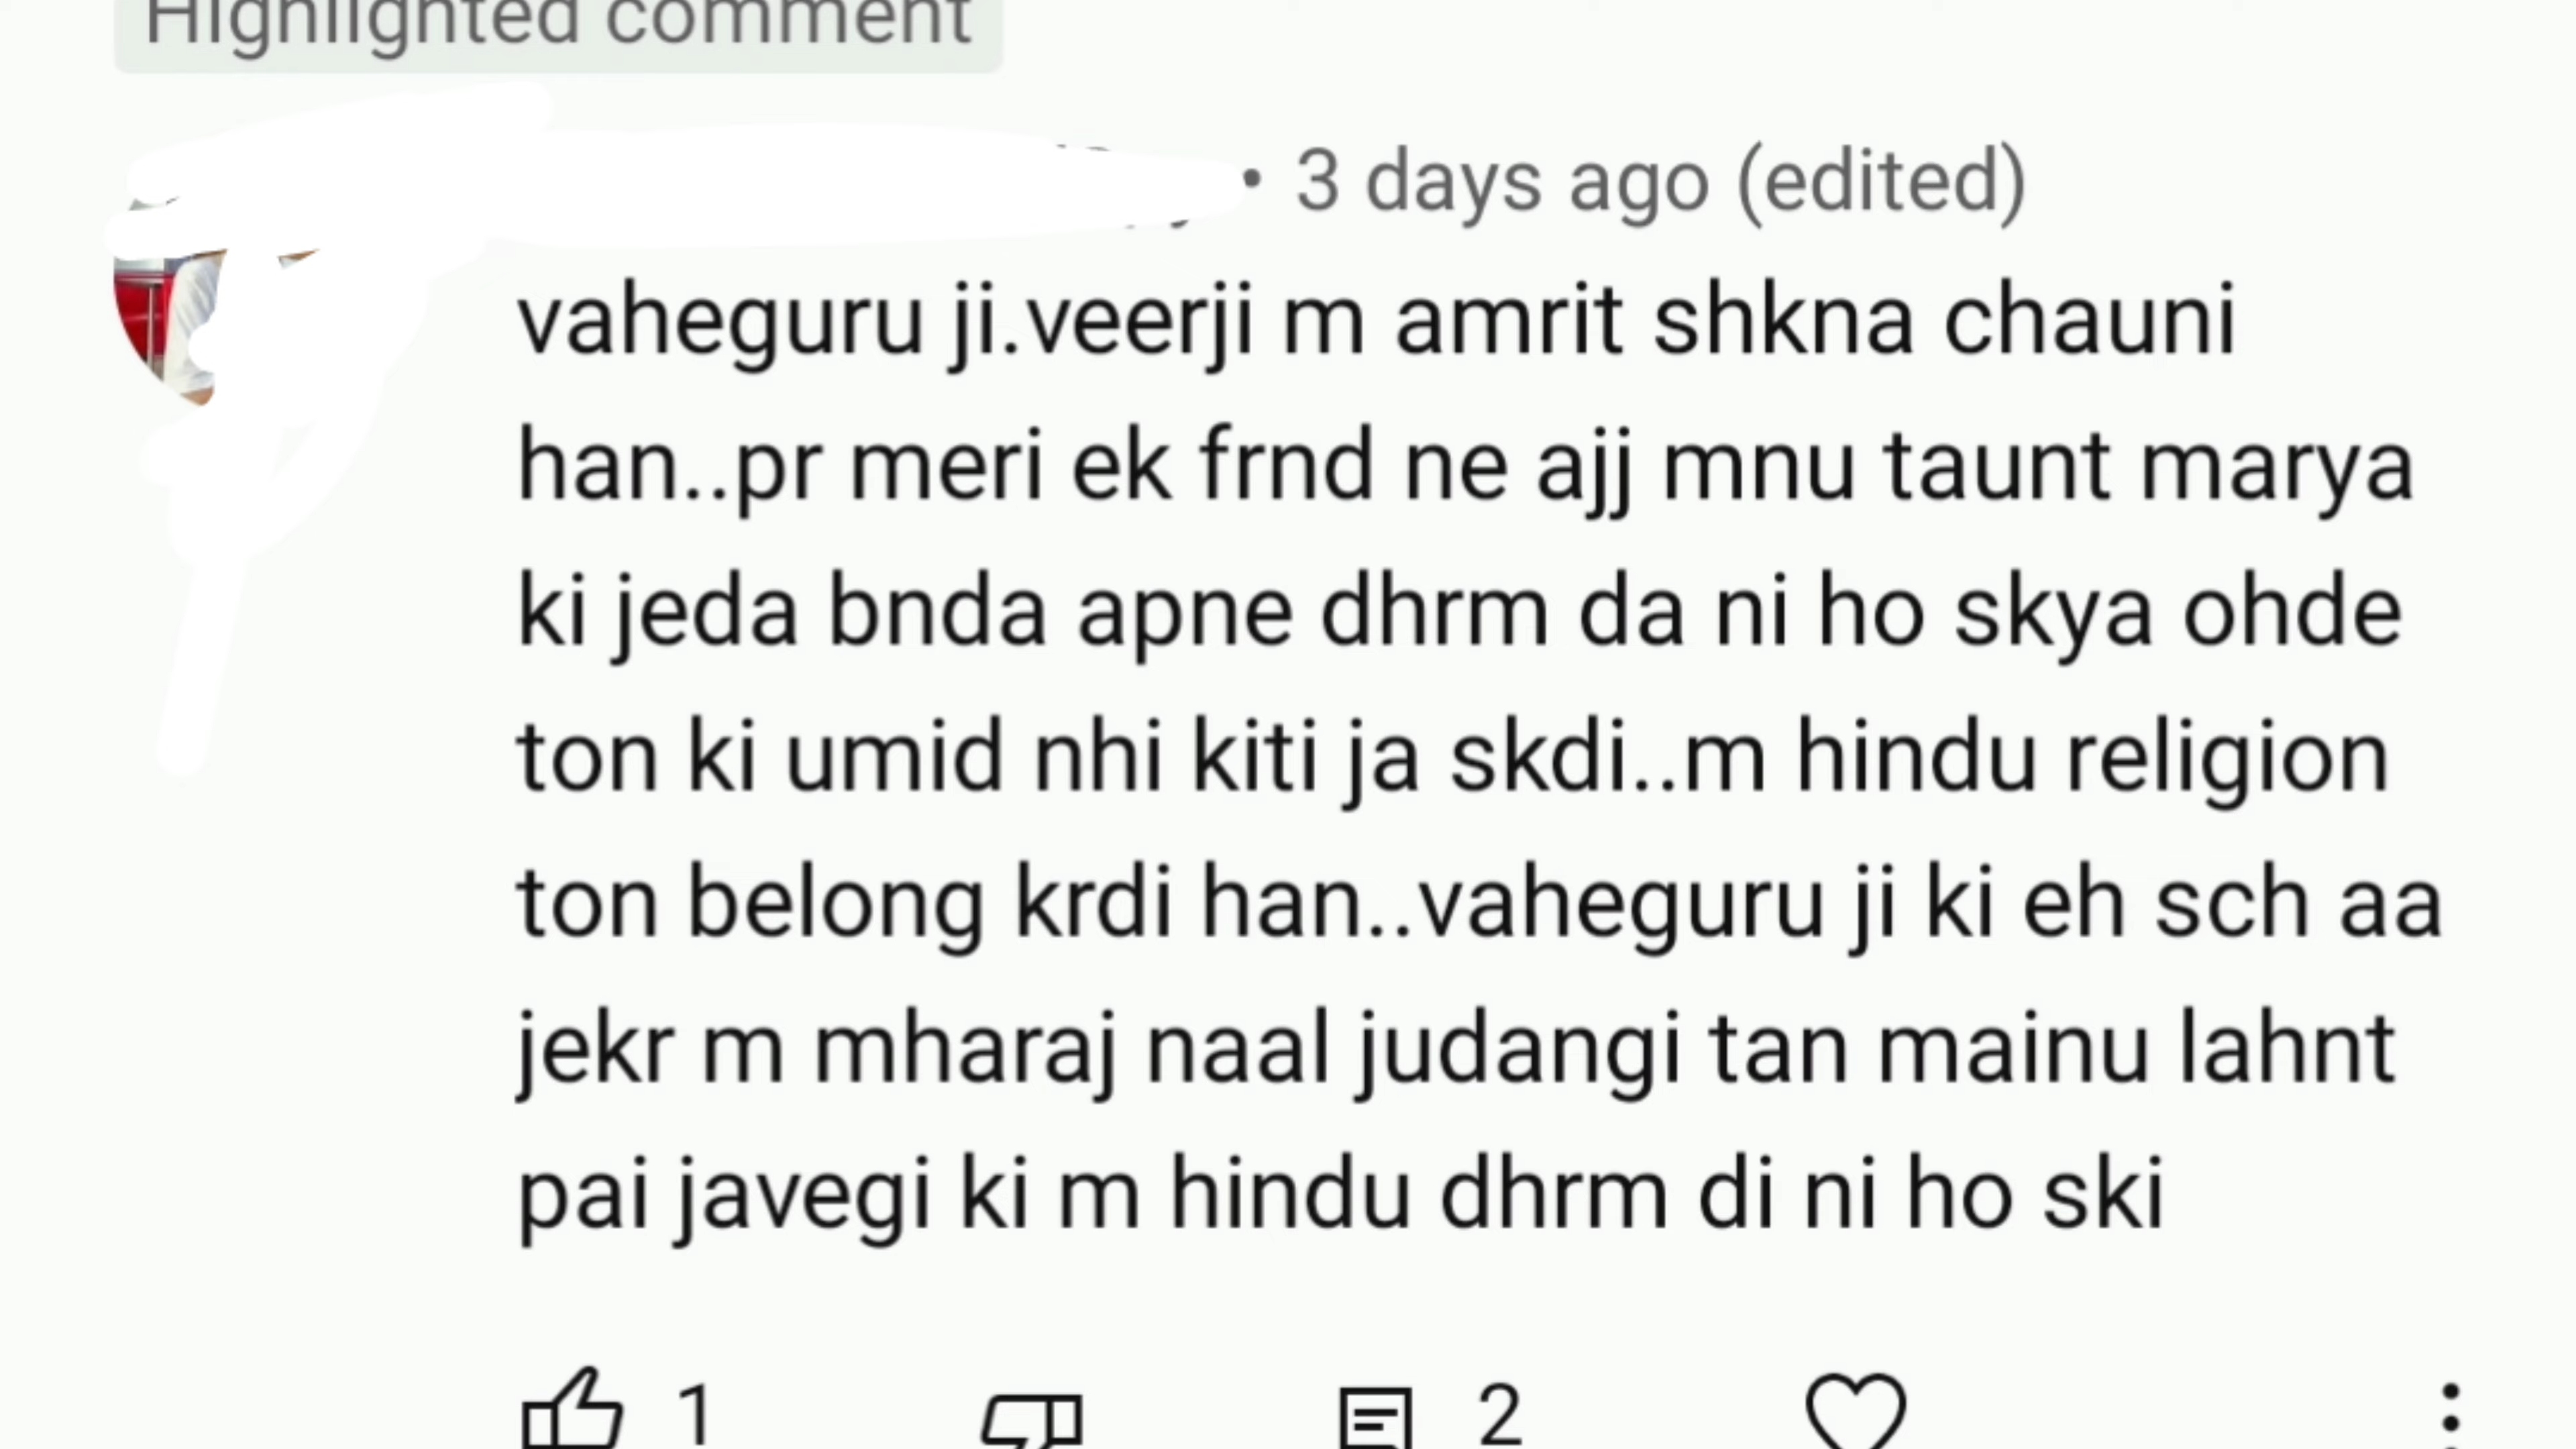 Highlighted comment
• 3 days ago (edited)
vaheguru ji.veerji m amrit shkna chauni
han..pr meri ek frnd ne ajj mnu taunt marya
ki jeda bnda apne dhrm da ni ho skya ohde
ton ki umid nhi kiti ja skdi..m hindu religion
ton belong krdi han..vaheguru ji ki eh sch aa
jekr m mharaj naal judangi tan mainu lahnt
pai javegi ki m hindu dhrm di ni ho ski
1 2